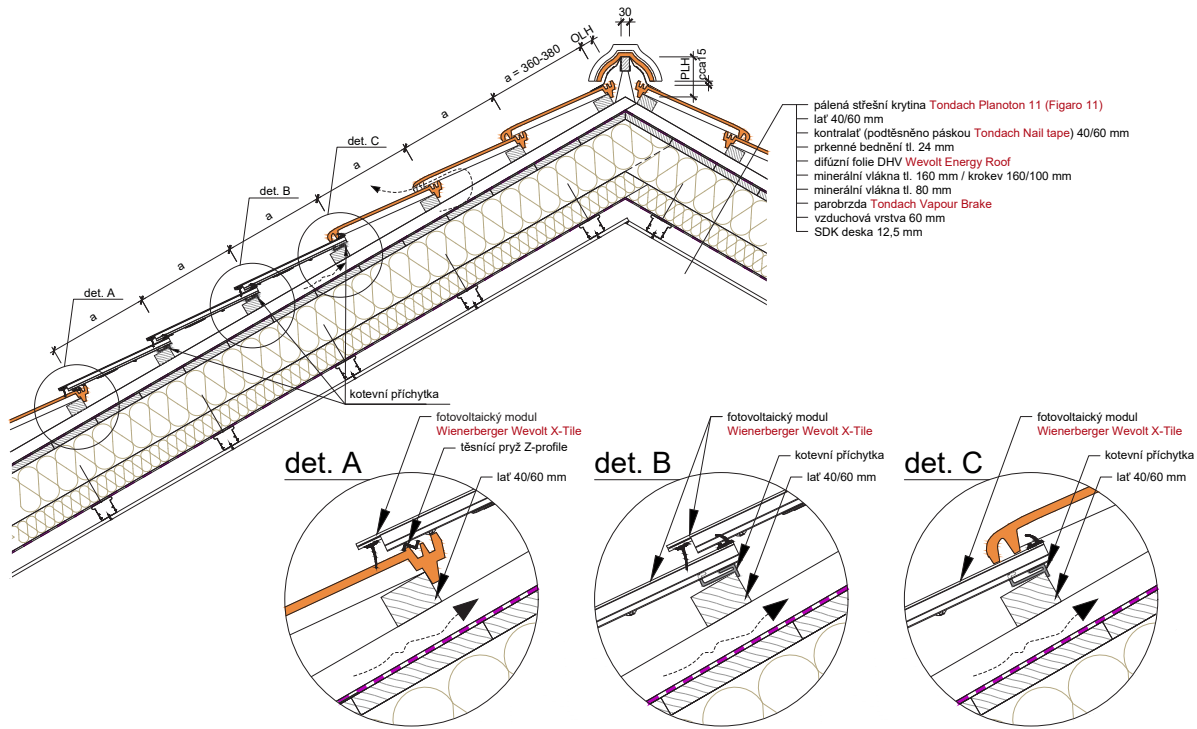 30
OLH
a = 360-380
PLH
cca15
a
det. C
a
det. B
a
a
det. A
a
pálená střešní krytina Tondach Planoton 11 (Figaro 11)
lať 40/60 mm
kontralať (podtěsněno páskou Tondach Nail tape) 40/60 mm
prkenné bednění tl. 24 mm
difúzní folie DHV Wevolt Energy Roof
minerální vlákna tl. 160 mm / krokev 160/100 mm
minerální vlákna tl. 80 mm
parobrzda Tondach Vapour Brake
vzduchová vrstva 60 mm
SDK deska 12,5 mm
kotevní příchytka
det. A
fotovoltaický modul
Wienerberger Wevolt X-Tile
těsnící pryž Z-profile
lať 40/60 mm
det. B
fotovoltaický modul
Wienerberger Wevolt X-Tile
kotevní příchytka
lať 40/60 mm
det. C
fotovoltaický modul
Wienerberger Wevolt X-Tile
kotevní příchytka
lať 40/60 mm